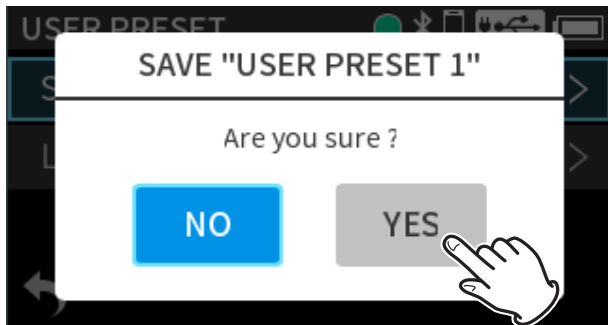 USER PRESET
SAVE "USER PRESET 1"
S
Are you sure ?
L
NO
YES